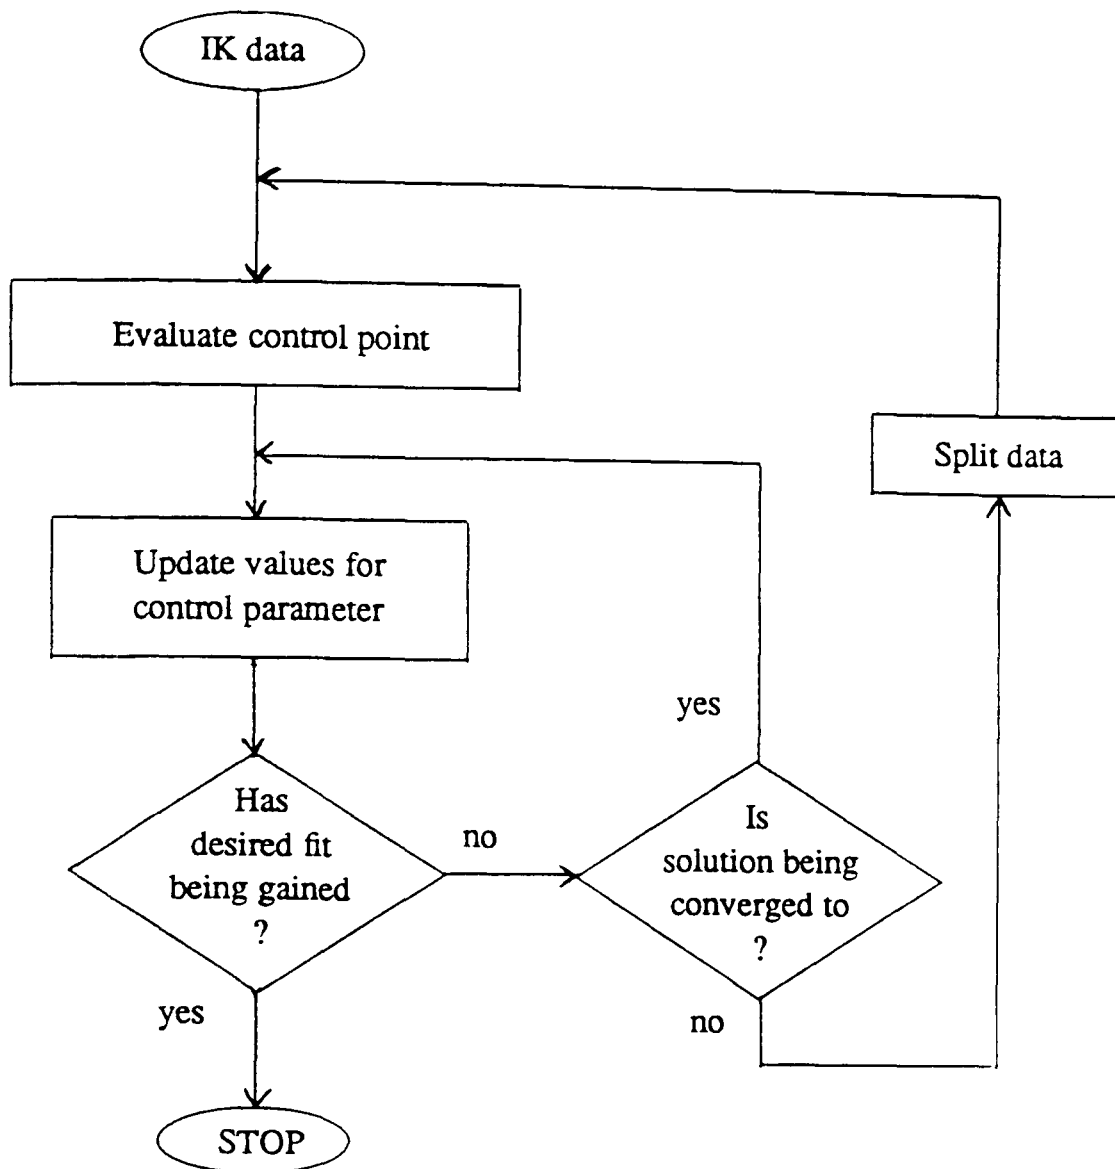 IK data
Evaluate control point
Split data
Update values for
control parameter
yes
Has
desired fit
being gained
?
no
Is
solution being
converged to
?
yes
no
STOP